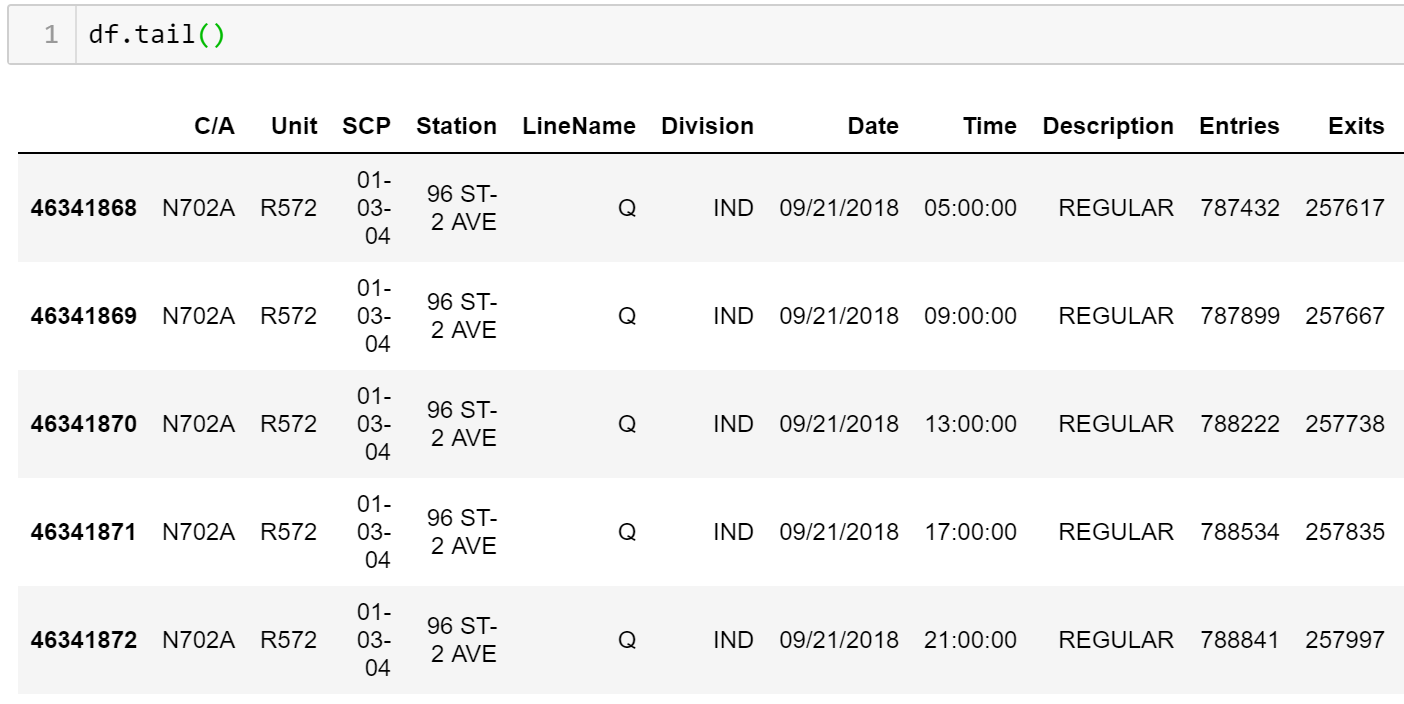 1 df.tail()
C/A Unit SCP Station LineName Division Date Time Description Entries Exits
46341868 N702A R572 01-03-04 96 ST-2 AVE Q IND 09/21/2018 05:00:00 REGULAR 787432 257617
46341869 N702A R572 01-03-04 96 ST-2 AVE Q IND 09/21/2018 09:00:00 REGULAR 787899 257667
46341870 N702A R572 01-03-04 96 ST-2 AVE Q IND 09/21/2018 13:00:00 REGULAR 788222 257738
46341871 N702A R572 01-03-04 96 ST-2 AVE Q IND 09/21/2018 17:00:00 REGULAR 788534 257835
46341872 N702A R572 01-03-04 96 ST-2 AVE Q IND 09/21/2018 21:00:00 REGULAR 788841 257997